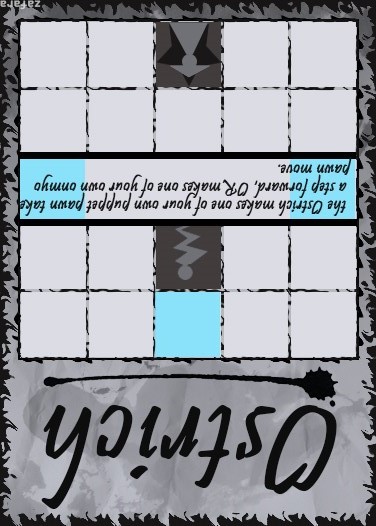 Ostrich
the Ostrich makes one of your own puppet pawn take
a step forward, OR makes one of your own onmyo
pawn move.
zafara